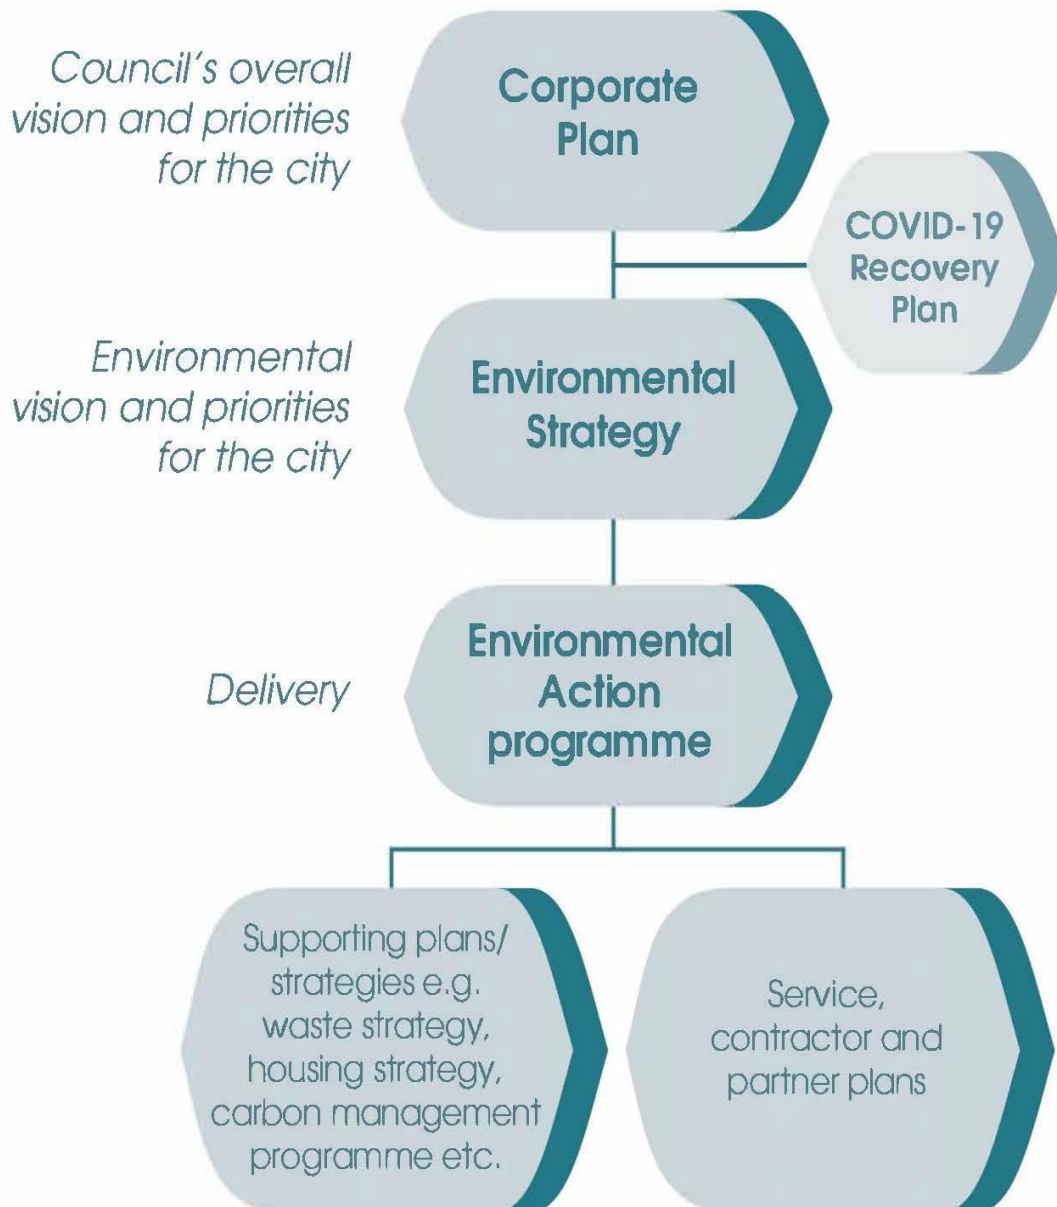 Council's overall
vision and priorities
for the city
Corporate
Plan
COVID-19
Recovery
Plan
Environmental
vision and priorities
for the city
Environmental
Strategy
Delivery
Environmental
Action
programme
Supporting plans/
strategies e.g.
waste strategy,
housing strategy,
carbon management
programme etc.
Service,
contractor and
partner plans